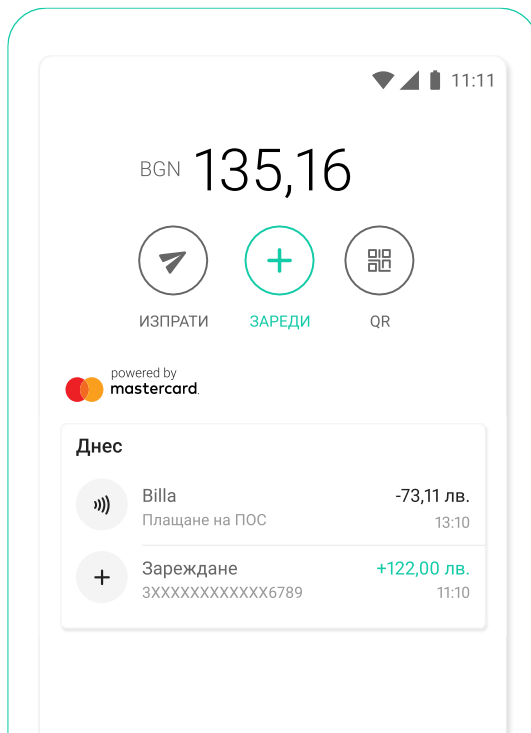 11:11
BGN 135,16
ИЗПРАТИ ЗАРЕДИ QR
powered by
mastercard.
Днес
Billa -73,11 лв.
Плащане на ПОС 13:10
Зареждане +122,00 лв.
3XXXXXXXXXXXX6789 11:10